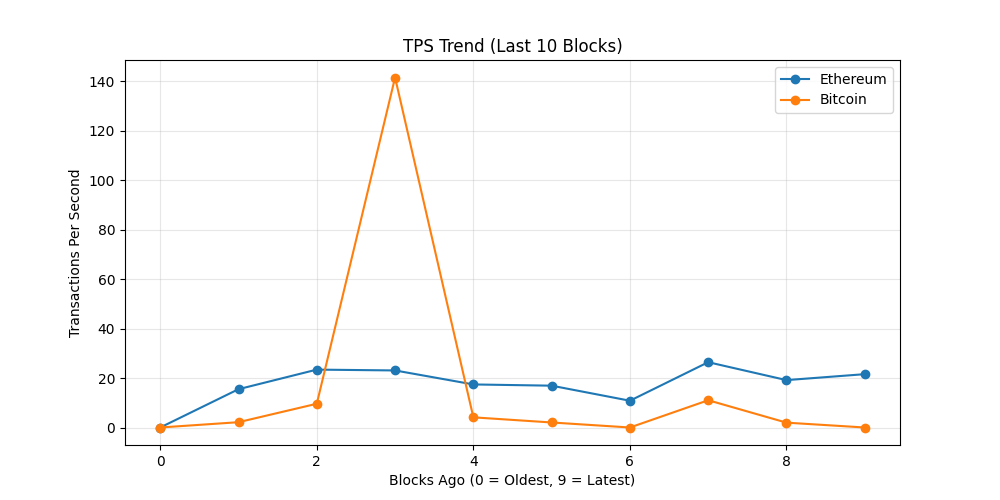 TPS Trend (Last 10 Blocks)
Ethereum
Bitcoin
Transactions Per Second
140
120
100
80
60
40
20
0
0 2 4 6 8
Blocks Ago (0 = Oldest, 9 = Latest)